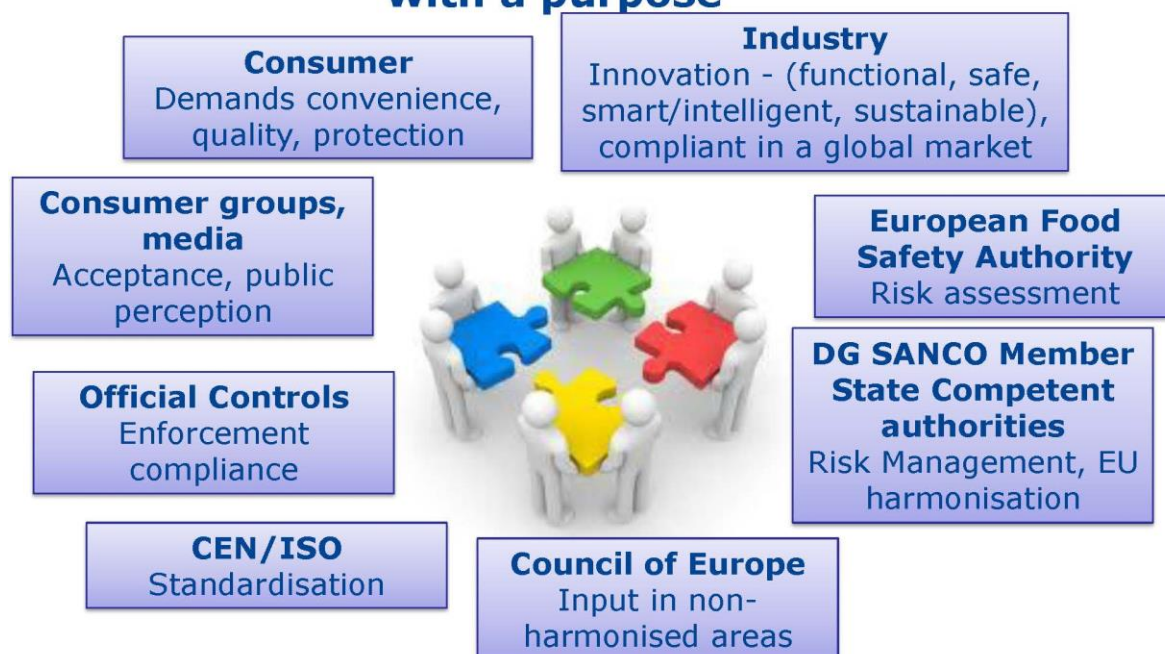 with a purpose
Consumer
Demands convenience,
quality, protection
Industry
Innovation - (functional, safe,
smart/intelligent, sustainable),
compliant in a global market
Consumer groups,
media
Acceptance, public
perception
European Food
Safety Authority
Risk assessment
DG SANCO Member
State Competent
authorities
Risk Management, EU
harmonisation
Official Controls
Enforcement
compliance
CEN/ISO
Standardisation
Council of Europe
Input in non-
harmonised areas